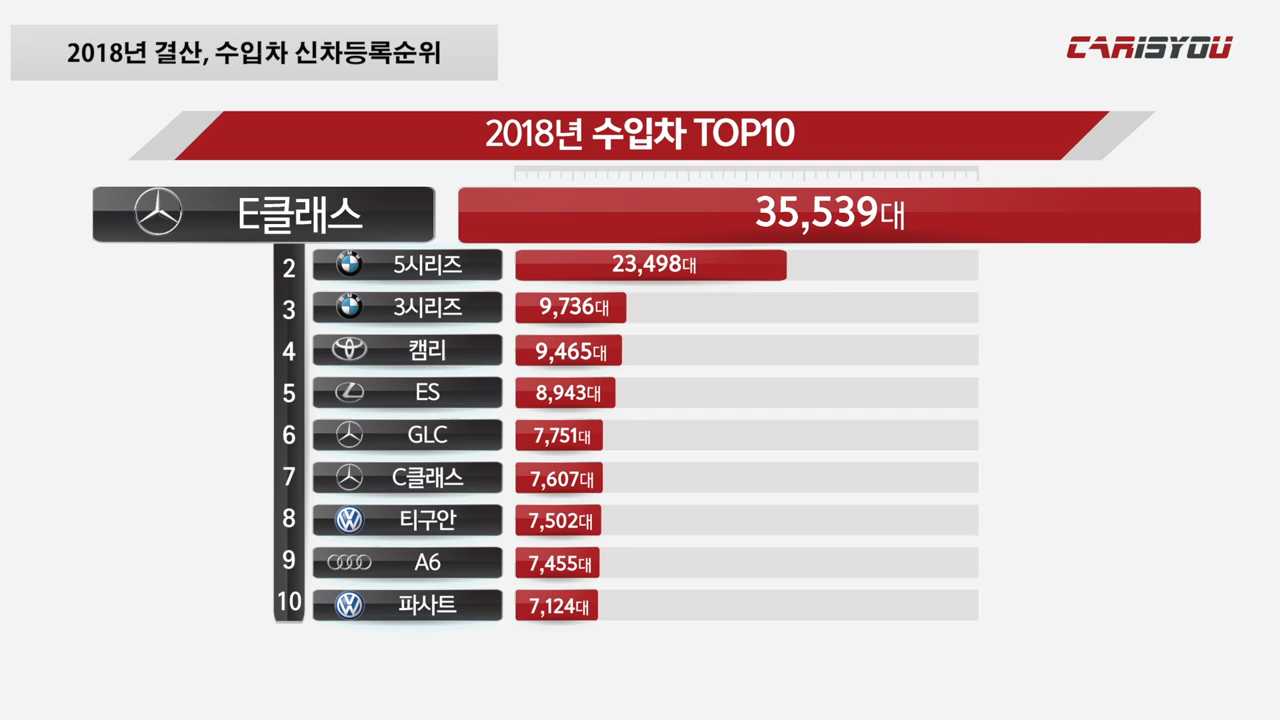 2018년 결산, 수입차 신차등록순위
CARISYOU
2018년 수입차 TOP10
E클래스 35,539대
2 5시리즈 23,498대
3 3시리즈 9,736대
4 캠리 9,465대
5 ES 8,943대
6 GLC 7,751대
7 C클래스 7,607대
8 티구안 7,502대
9 A6 7,455대
10 파사트 7,124대